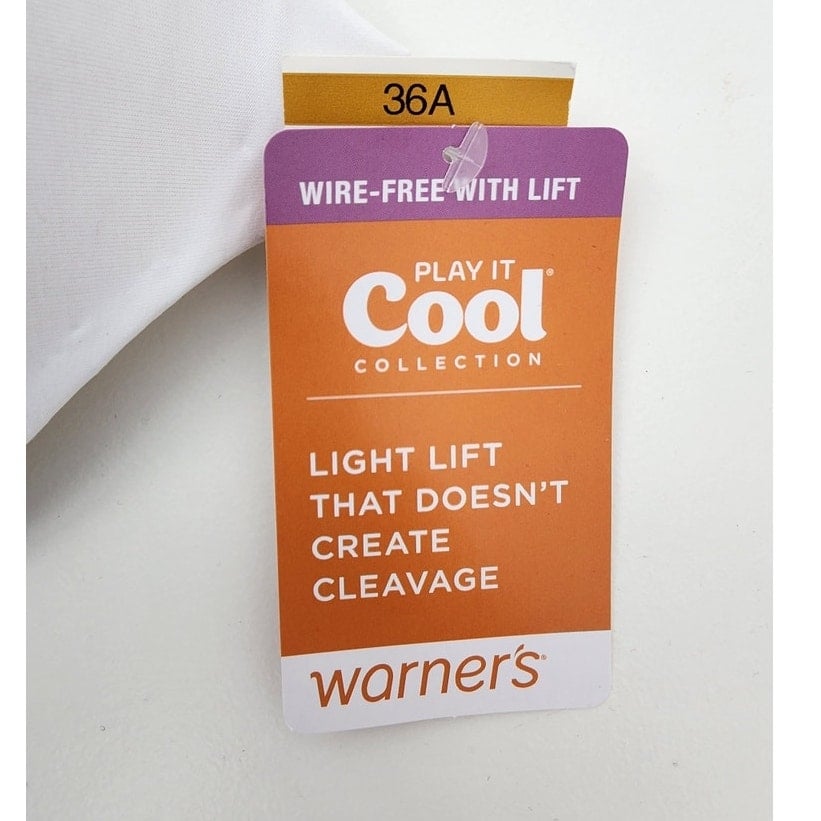 36A
WIRE-FREE WITH LIFT
PLAY IT
Cool®
COLLECTION
LIGHT LIFT
THAT DOESN'T
CREATE
CLEAVAGE
warner's®